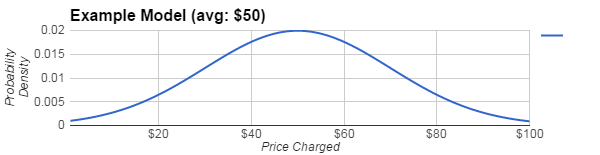 Example Model (avg: $50)
Probability
Density
0.02
0.015
0.01
0.005
0
$20 $40 $60 $80 $100
Price Charged